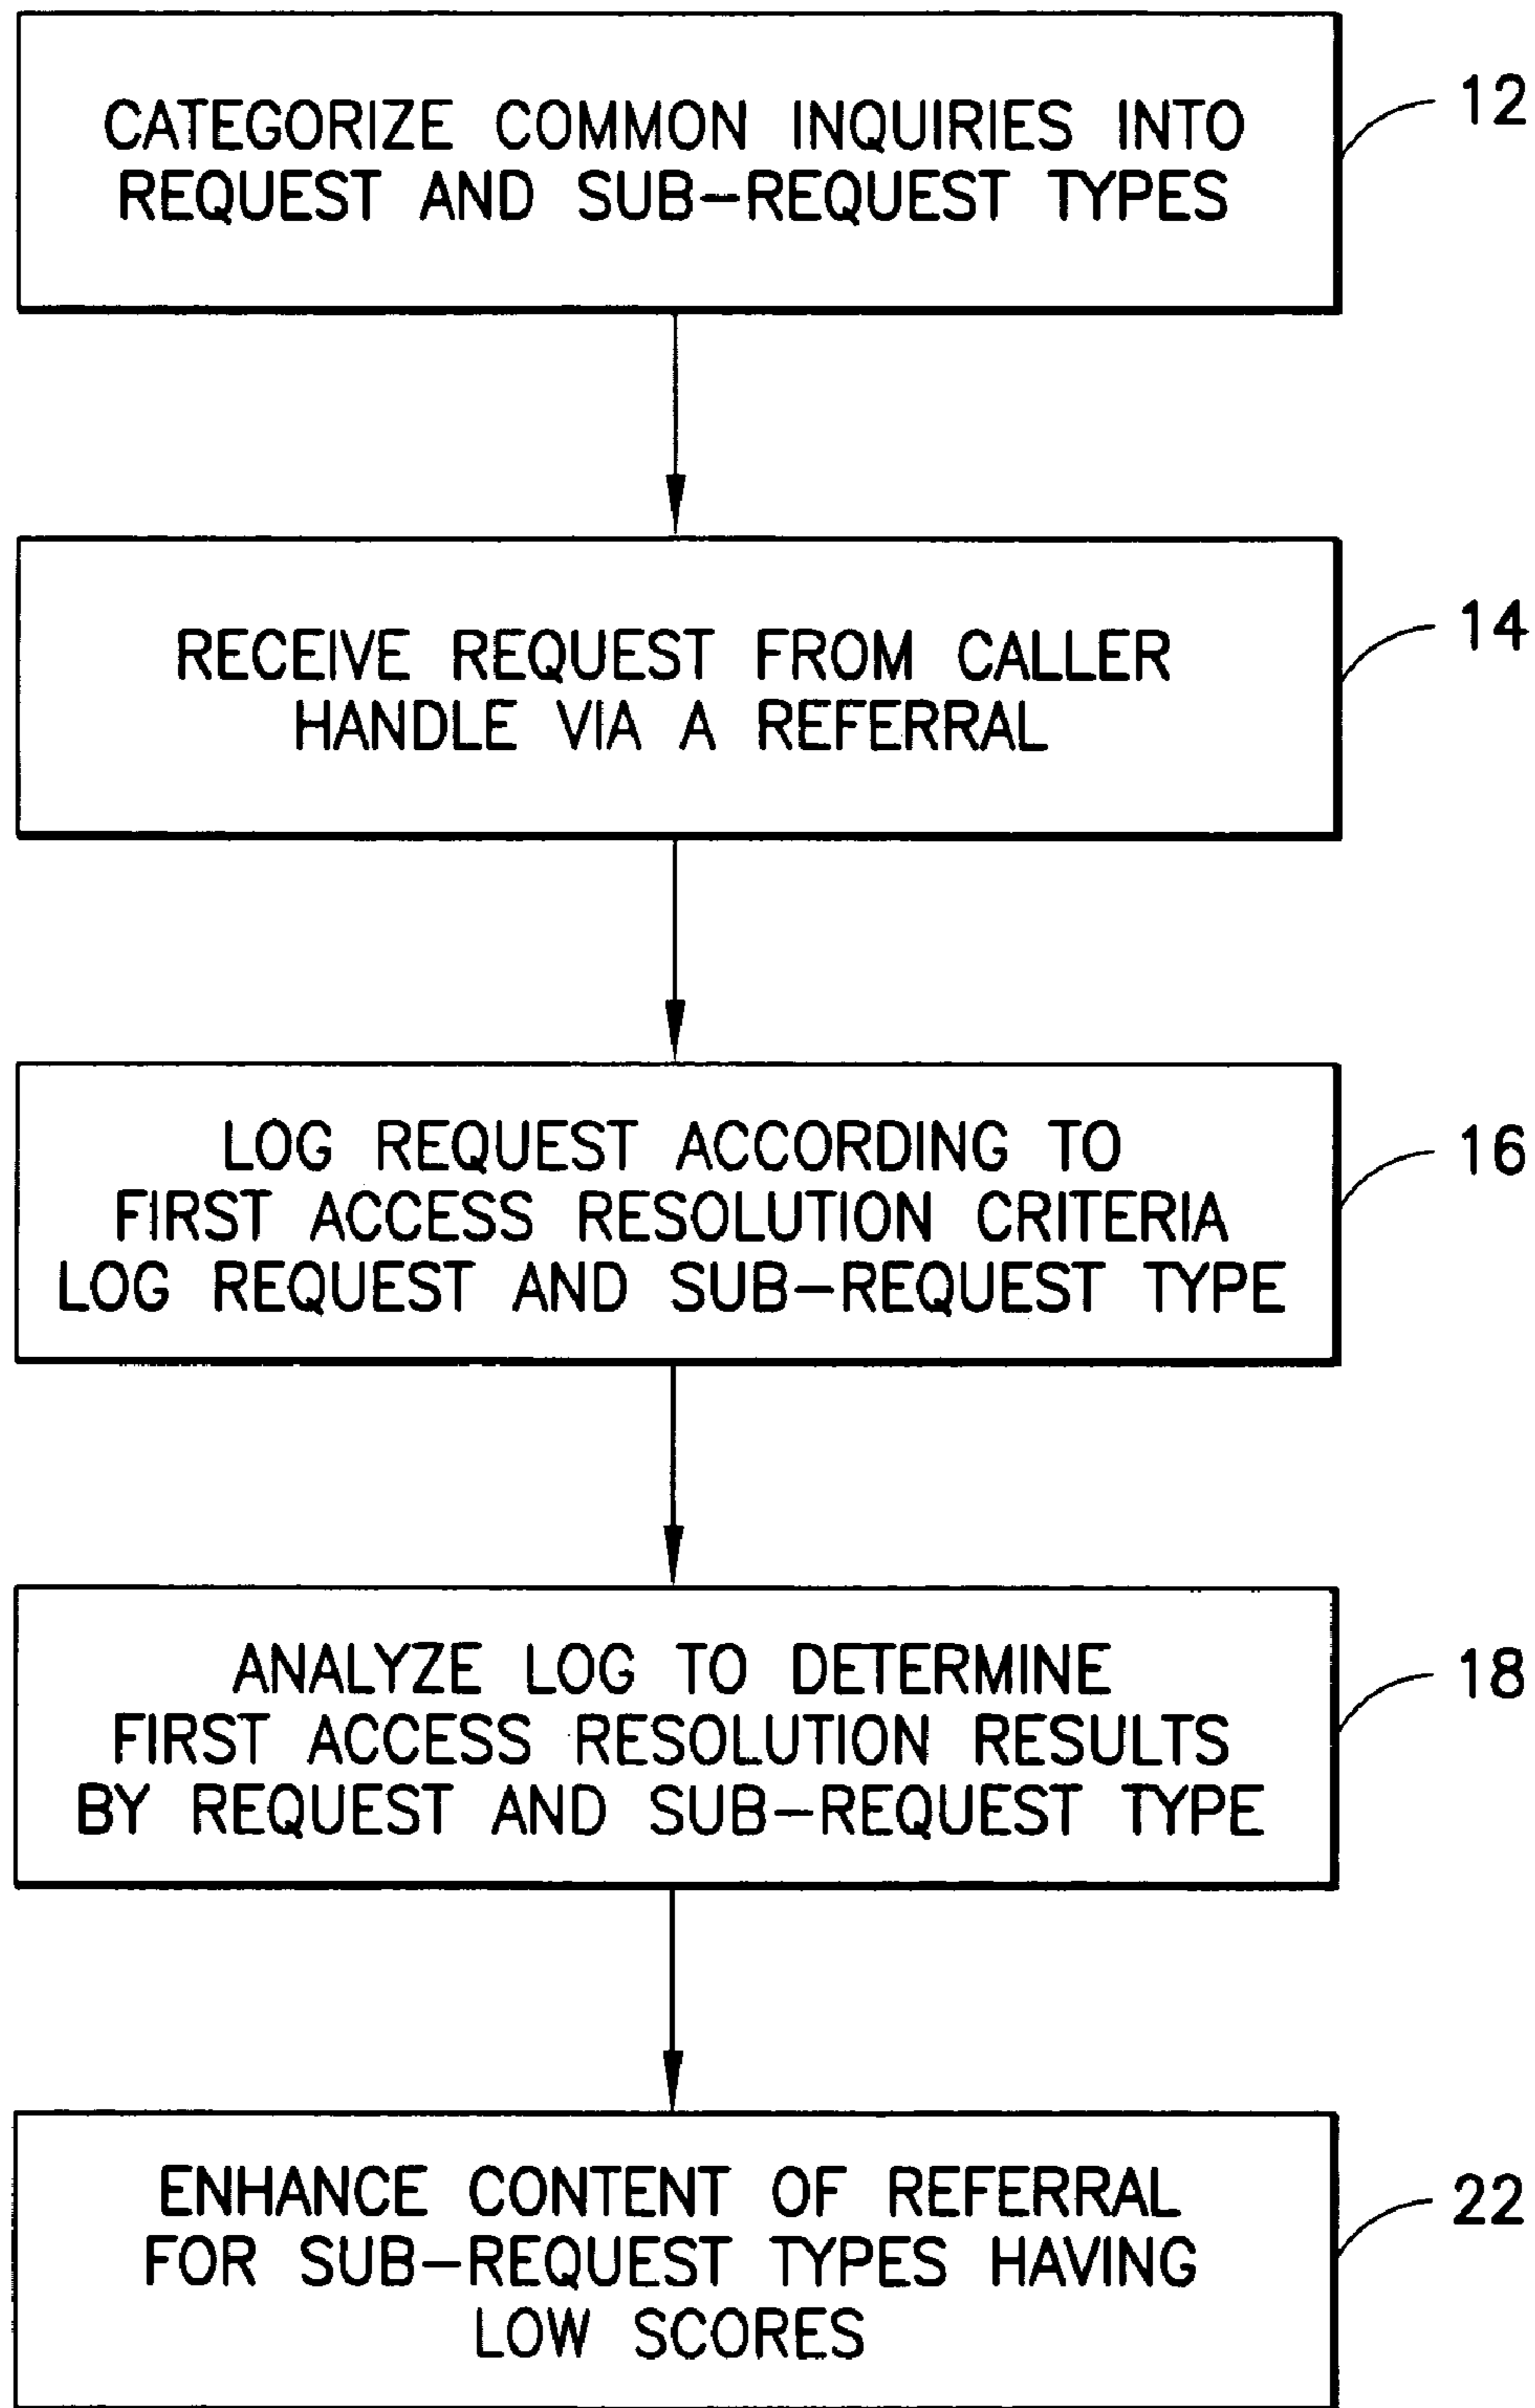 CATEGORIZE COMMON INQUIRIES INTO
REQUEST AND SUB-REQUEST TYPES
12
RECEIVE REQUEST FROM CALLER
HANDLE VIA A REFERRAL
14
LOG REQUEST ACCORDING TO
FIRST ACCESS RESOLUTION CRITERIA
LOG REQUEST AND SUB-REQUEST TYPE
16
ANALYZE LOG TO DETERMINE
FIRST ACCESS RESOLUTION RESULTS
BY REQUEST AND SUB-REQUEST TYPE
18
ENHANCE CONTENT OF REFERRAL
FOR SUB-REQUEST TYPES HAVING
LOW SCORES
22